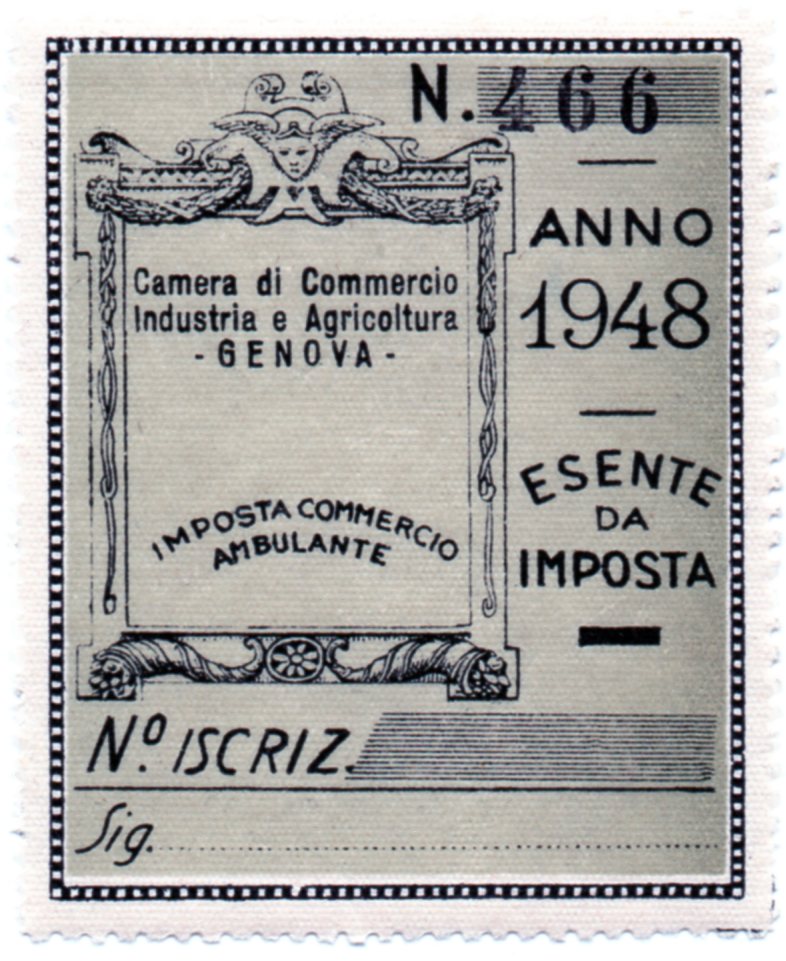 N. 466
ANNO
1948
ESENTE
DA
IMPOSTA
Camera di Commercio
Industria e Agricoltura
- GENOVA -
IMPOSTA COMMERCIO
AMBULANTE
Nº. ISCRIZ.
Sig.